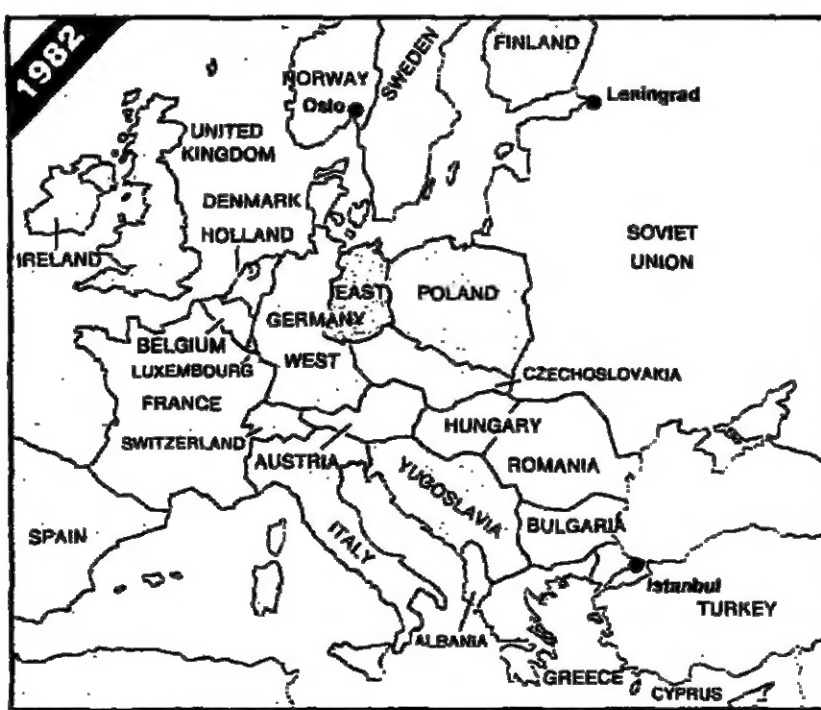 1982
FINLAND
NORWAY
SWEDEN
Oslo
Leningrad
UNITED
KINGDOM
DENMARK
HOLLAND
IRELAND
SOVIET
UNION
EAST
POLAND
GERMANY
BELGIUM
WEST
LUXEMBOURG
CZECHOSLOVAKIA
FRANCE
HUNGARY
SWITZERLAND
AUSTRIA
ROMANIA
YUGOSLAVIA
BULGARIA
SPAIN
ITALY
Istanbul
TURKEY
ALBANIA
GREECE
CYPRUS